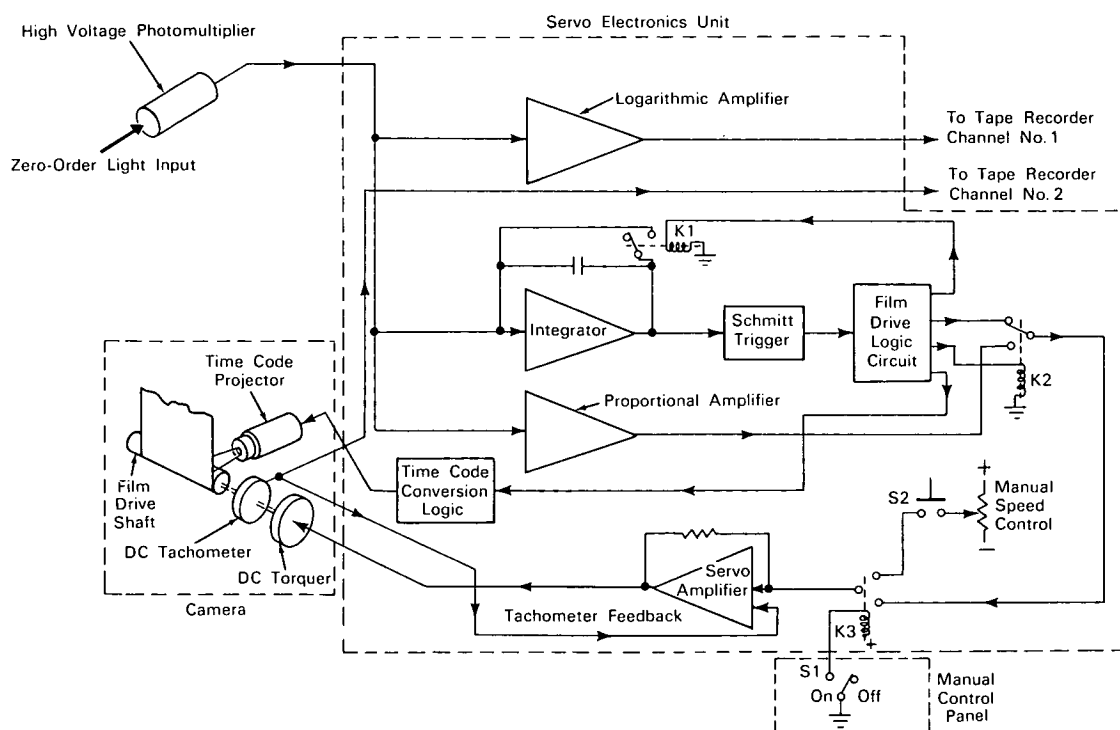 Servo Electronics Unit
High Voltage Photomultiplier
Zero-Order Light Input
Logarithmic Amplifier
To Tape Recorder
Channel No. 1
To Tape Recorder
Channel No. 2
K1
Integrator
Schmitt
Trigger
Film
Drive
Logic
Circuit
K2
Proportional Amplifier
Time Code
Projector
Film
Drive
Shaft
DC Tachometer
DC Torquer
Camera
Time Code
Conversion
Logic
S2
+
Manual
Speed
Control
−
Servo
Amplifier
Tachometer Feedback
K3
+
S1
On
Off
Manual
Control
Panel